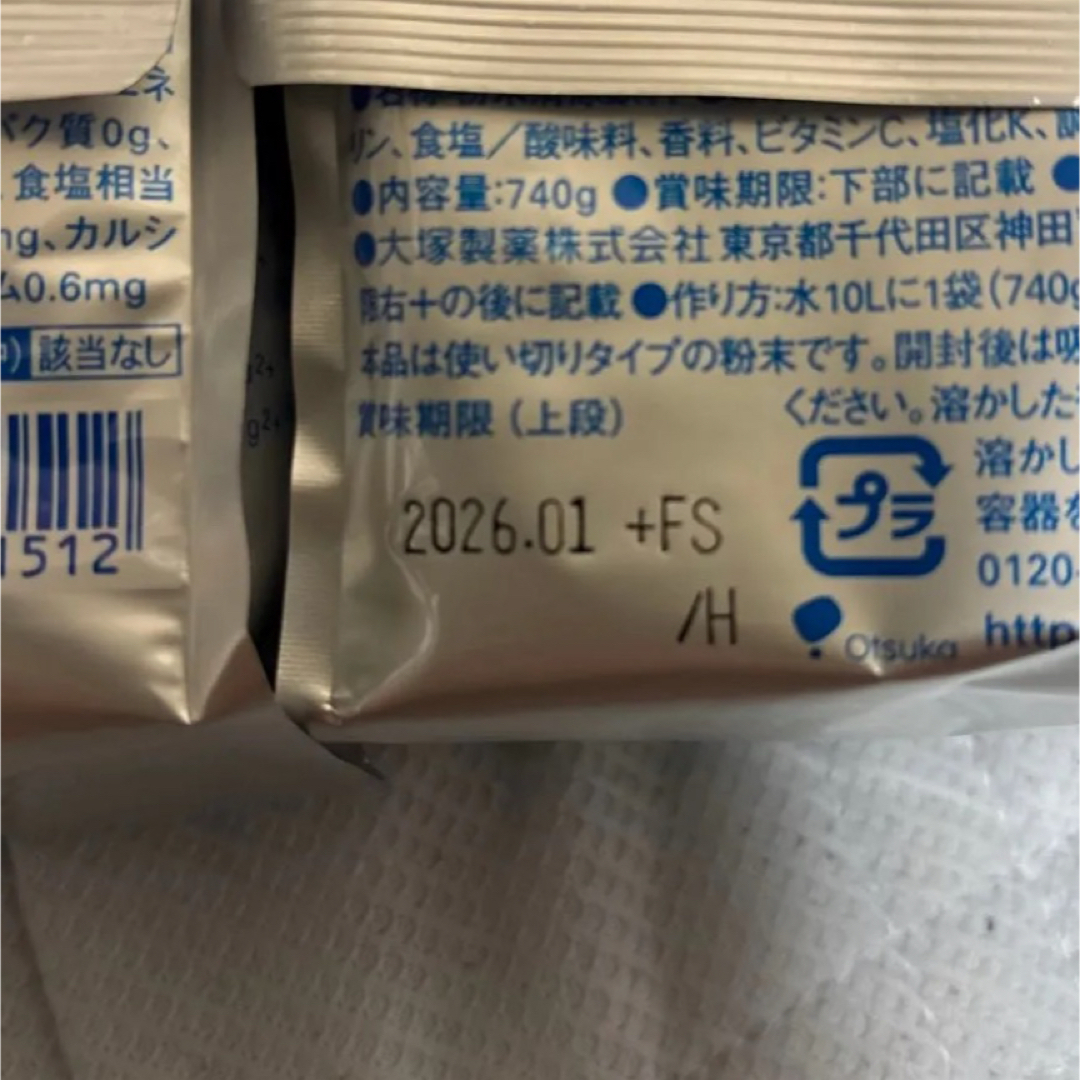 パク質0g、
食塩相当
mg、カルシ
ム0.6mg
該当なし
1512
リン、食塩／酸味料、香料、ビタミンC、塩化K、調
●内容量:740g ●賞味期限:下部に記載 ●
●大塚製薬株式会社 東京都千代田区神田
限右＋の後に記載 ●作り方:水10Lに1袋(740g
本品は使い切りタイプの粉末です。開封後は吸
賞味期限(上段)
ください。溶かした
溶かし
容器を
0120-
http
2026.01 +FS
/H
プラ
Otsuka